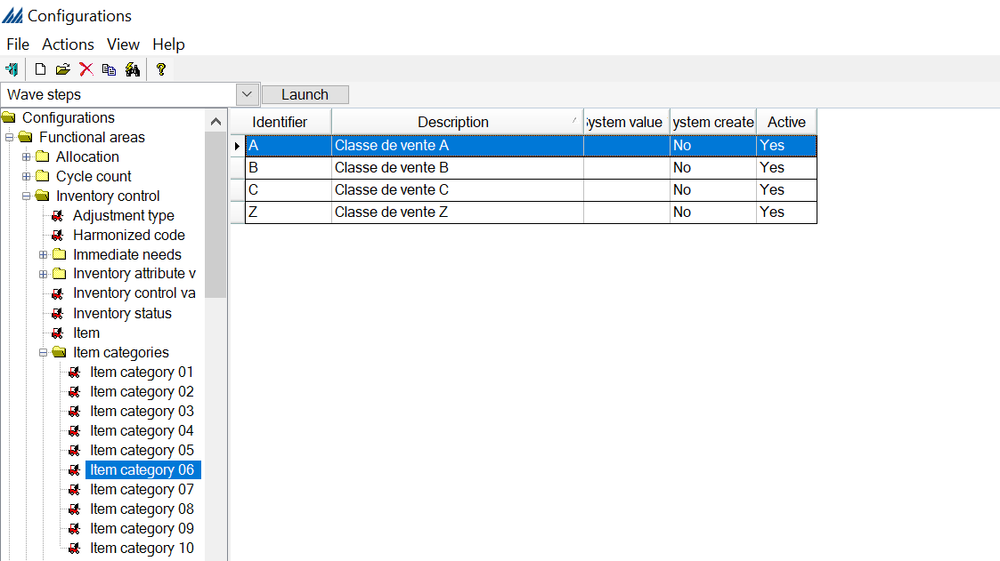 Configurations
File Actions View Help
Wave steps Launch
Configurations
Functional areas
Allocation
Cycle count
Inventory control
Adjustment type
Harmonized code
Immediate needs
Inventory attribute v
Inventory control va
Inventory status
Item
Item categories
Item category 01
Item category 02
Item category 03
Item category 04
Item category 05
Item category 06
Item category 07
Item category 08
Item category 09
Item category 10
Identifier Description ystem value ystem create Active
A Classe de vente A No Yes
B Classe de vente B No Yes
C Classe de vente C No Yes
Z Classe de vente Z No Yes